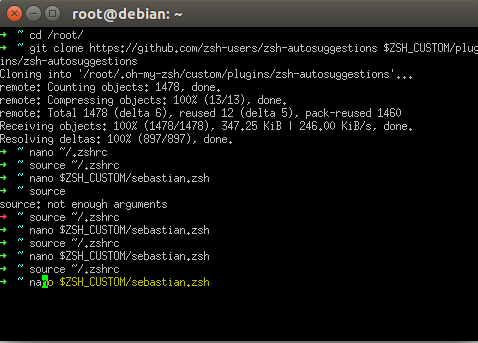 root@debian: ~
➜ ~ cd /root/
➜ ~ git clone https://github.com/zsh-users/zsh-autosuggestions $ZSH_CUSTOM/plug
ins/zsh-autosuggestions
Cloning into '/root/.oh-my-zsh/custom/plugins/zsh-autosuggestions'...
remote: Counting objects: 1478, done.
remote: Compressing objects: 100% (13/13), done.
remote: Total 1478 (delta 6), reused 12 (delta 5), pack-reused 1460
Receiving objects: 100% (1478/1478), 347.25 KiB | 246.00 KiB/s, done.
Resolving deltas: 100% (897/897), done.
➜ ~ nano ~/.zshrc
➜ ~ source ~/.zshrc
➜ ~ nano $ZSH_CUSTOM/sebastian.zsh
➜ ~ source
source: not enough arguments
➜ ~ source ~/.zshrc
➜ ~ nano $ZSH_CUSTOM/sebastian.zsh
➜ ~ source ~/.zshrc
➜ ~ nano $ZSH_CUSTOM/sebastian.zsh
➜ ~ source ~/.zshrc
➜ ~ nano $ZSH_CUSTOM/sebastian.zsh